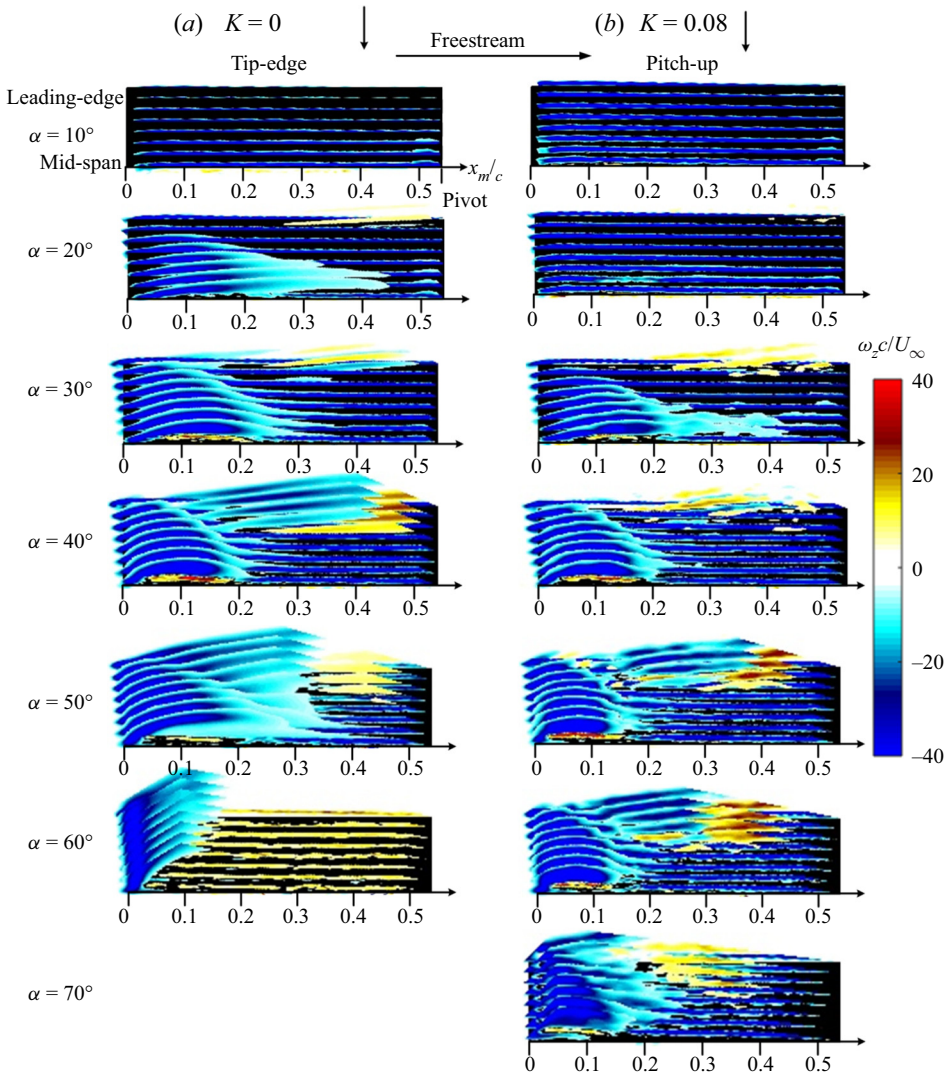 (a) K = 0
(b) K = 0.08
Freestream
Tip-edge
Pitch-up
Leading-edge
α = 10°
Mid-span
x_m/c
0 0.1 0.2 0.3 0.4 0.5
0 0.1 0.2 0.3 0.4 0.5
Pivot
α = 20°
0 0.1 0.2 0.3 0.4 0.5
0 0.1 0.2 0.3 0.4 0.5
ω_z c/U_∞
α = 30°
40
0 0.1 0.2 0.3 0.4 0.5
0 0.1 0.2 0.3 0.4 0.5
20
α = 40°
0
0 0.1 0.2 0.3 0.4 0.5
0 0.1 0.2 0.3 0.4 0.5
–20
α = 50°
–40
0 0.1 0.2 0.3 0.4 0.5
0 0.1 0.2 0.3 0.4 0.5
α = 60°
0 0.1 0.2 0.3 0.4 0.5
0 0.1 0.2 0.3 0.4 0.5
α = 70°
0 0.1 0.2 0.3 0.4 0.5